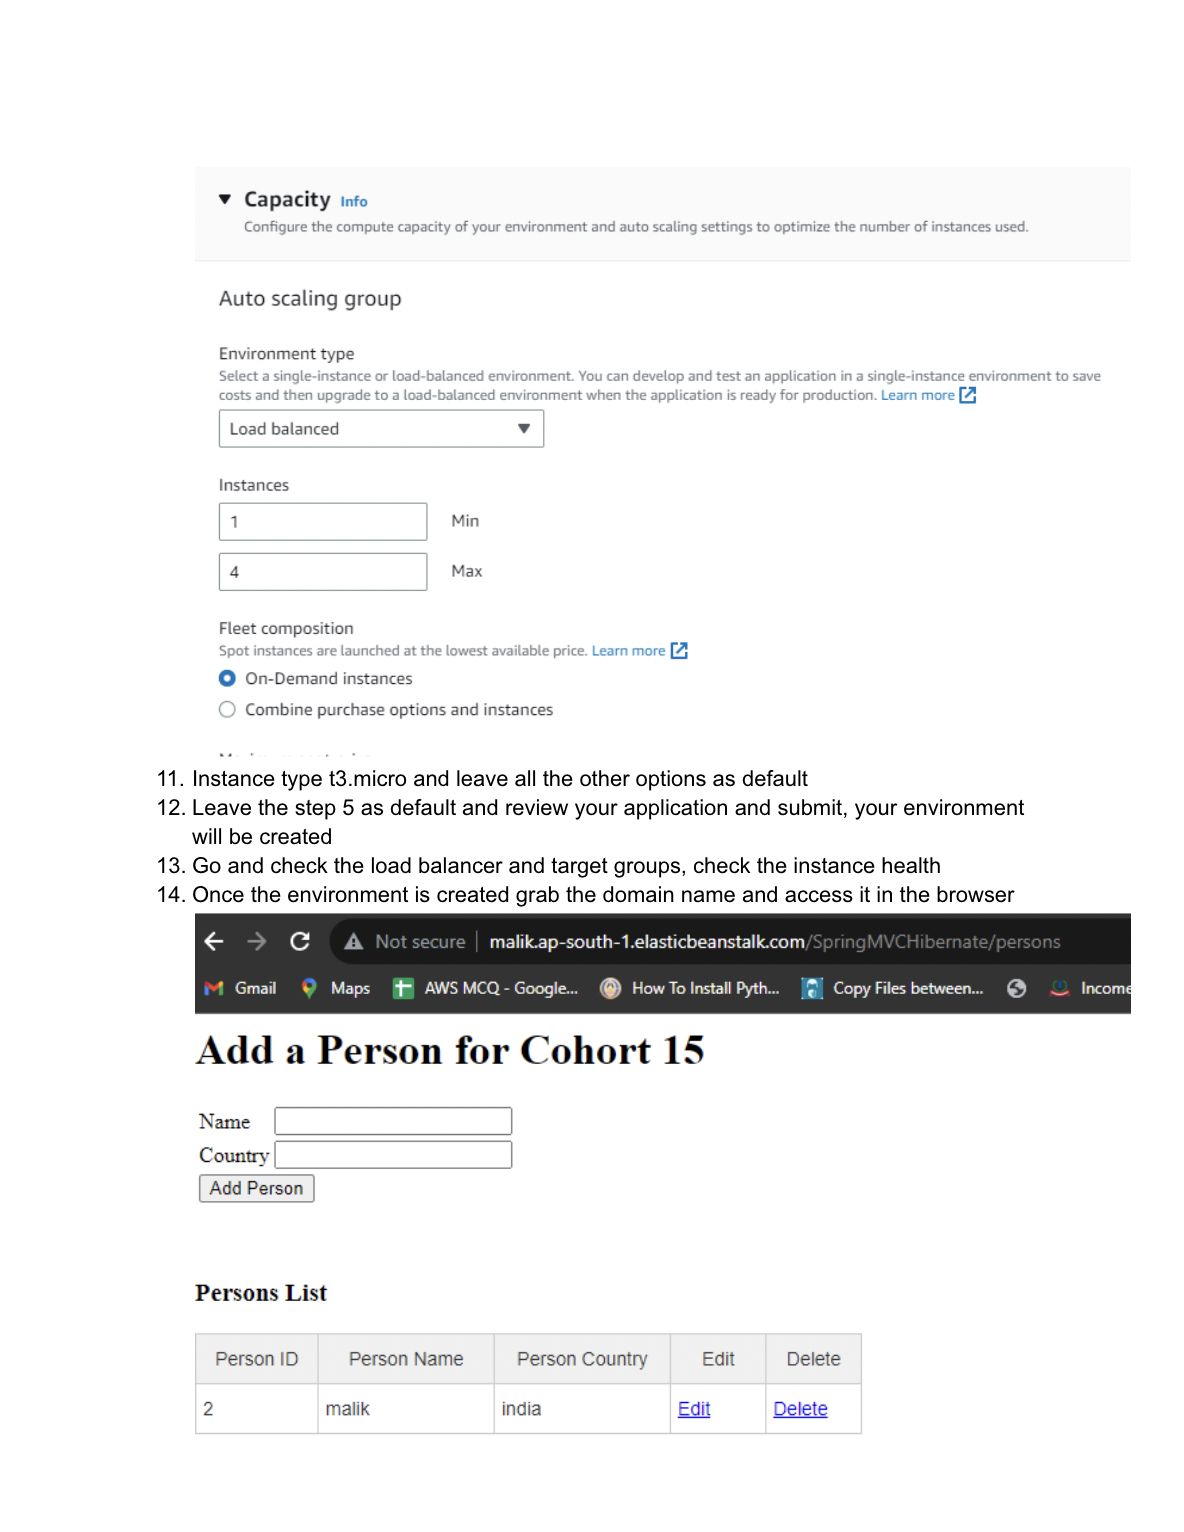 Capacity Info
Configure the compute capacity of your environment and auto scaling settings to optimize the number of instances used.
Auto scaling group
Environment type
Select a single-instance or load-balanced environment. You can develop and test an application in a single-instance environment to save
costs and then upgrade to a load-balanced environment when the application is ready for production. Learn more
Load balanced
Instances
1 Min
4 Max
Fleet composition
Spot instances are launched at the lowest available price. Learn more
On-Demand instances
Combine purchase options and instances
11. Instance type t3.micro and leave all the other options as default
12. Leave the step 5 as default and review your application and submit, your environment
will be created
13. Go and check the load balancer and target groups, check the instance health
14. Once the environment is created grab the domain name and access it in the browser
Not secure malik.ap-south-1.elasticbeanstalk.com/SpringMVCHibernate/persons
Gmail Maps AWS MCQ - Google... How To Install Pyth... Copy Files between... Income
Add a Person for Cohort 15
Name
Country
Add Person
Persons List
Person ID Person Name Person Country Edit Delete
2 malik india Edit Delete